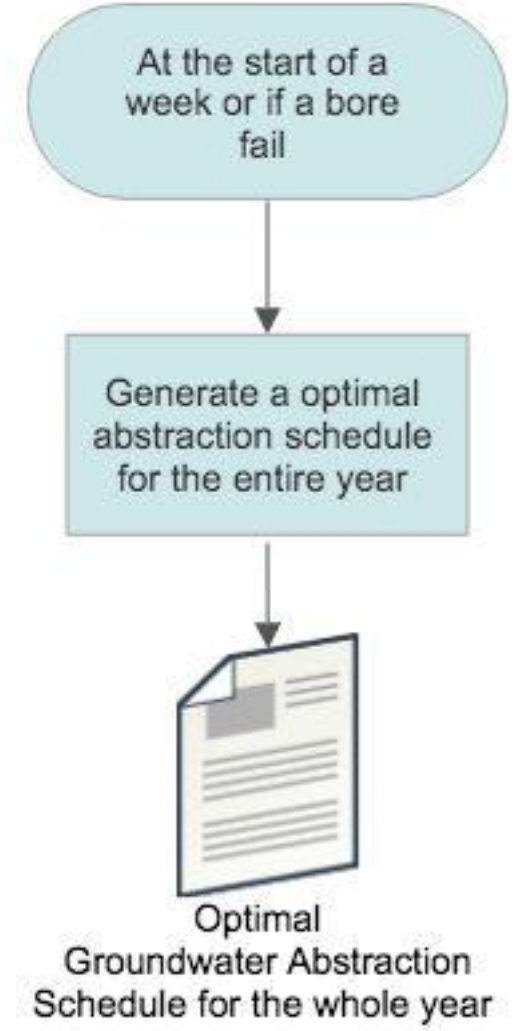 At the start of a
week or if a bore
fail
Generate a optimal
abstraction schedule
for the entire year
Optimal
Groundwater Abstraction
Schedule for the whole year